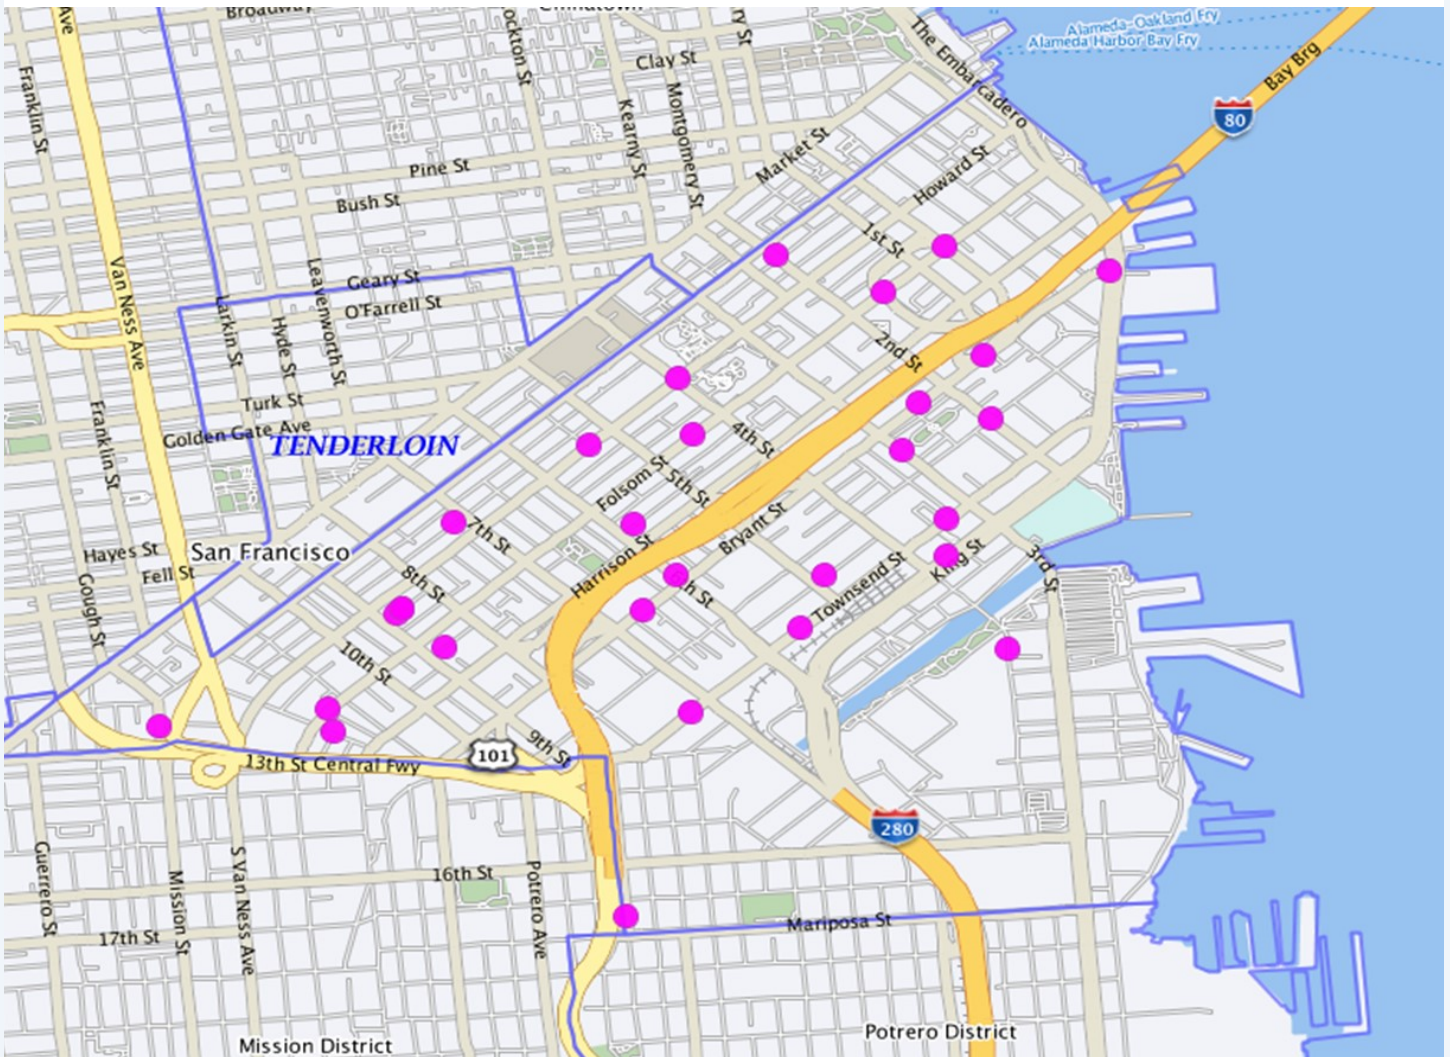 Ave
Broadway
Chinatown
Alameda-Oakland Fry
Alameda Harbor Bay Fry
The Embarcadero
Clay St
Bay Brg
Franklin St
Kearny St
Montgomery St
80
Market St
Howard St
Pine St
Bush St
1st St
Van Ness Ave
Geary St
Leavenworth St
O'Farrell St
Larkin St
Hyde St
2nd St
Turk St
Golden Gate Ave
TENDERLOIN
Franklin St
4th St
Folsom St
5th St
7th St
Bryant St
Hayes St
San Francisco
Harrison St
Fell St
8th St
Townsend St
King St
3rd St
Gough St
h St
10th St
9th St
101
13th St Central Fwy
280
Guerrero St
Mission St
S Van Ness Ave
16th St
Potrero Ave
Mariposa St
17th St
Mission District
Potrero District